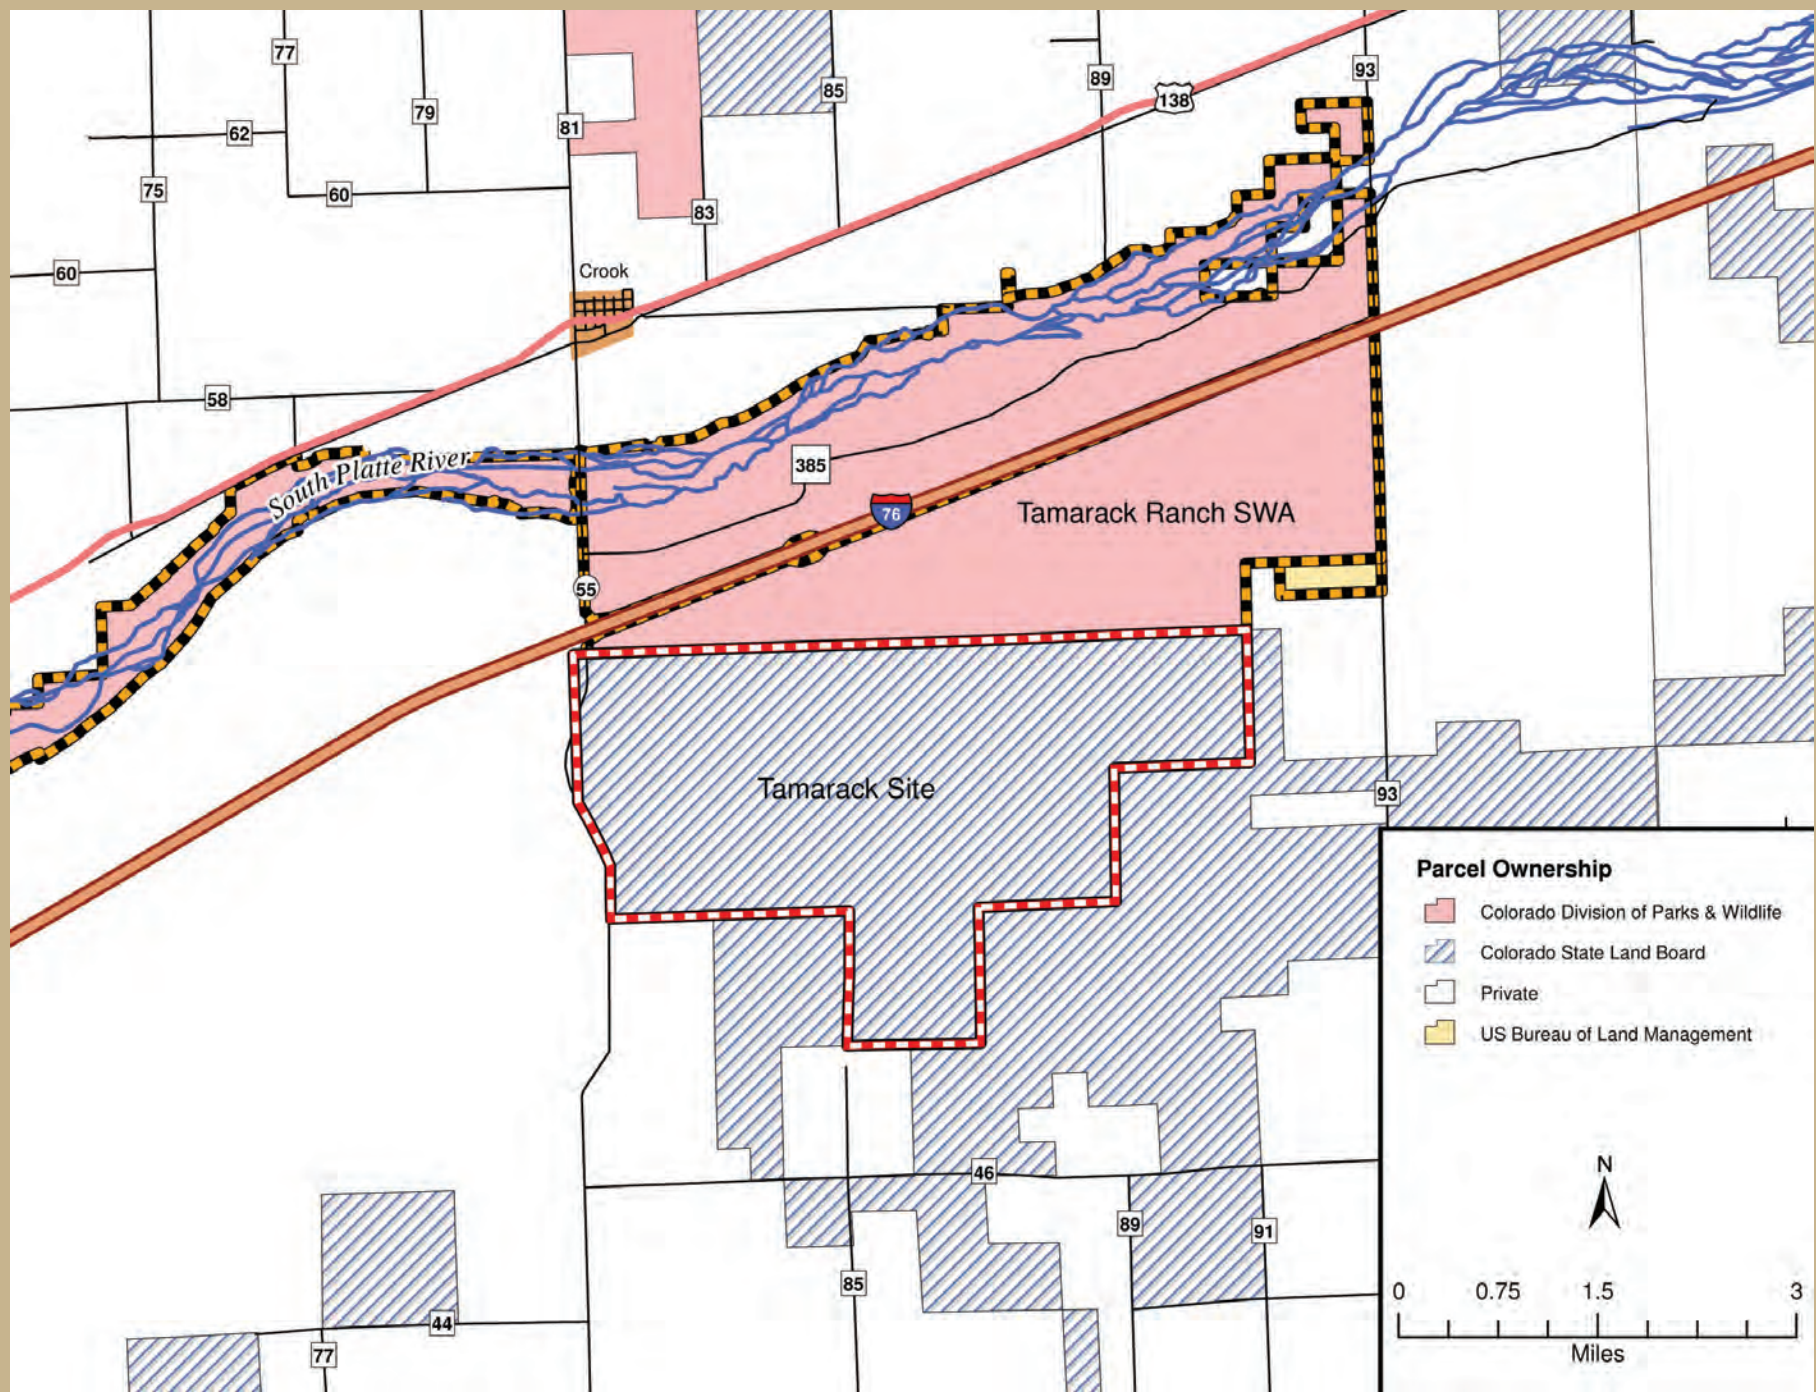 77
79
81
85
89
93
138
62
75
60
83
60
Crook
58
South Platte River
385
76
Tamarack Ranch SWA
55
Tamarack Site
93
Parcel Ownership
Colorado Division of Parks & Wildlife
Colorado State Land Board
Private
US Bureau of Land Management
46
N
89
91
85
0 0.75 1.5 3
Miles
44
77